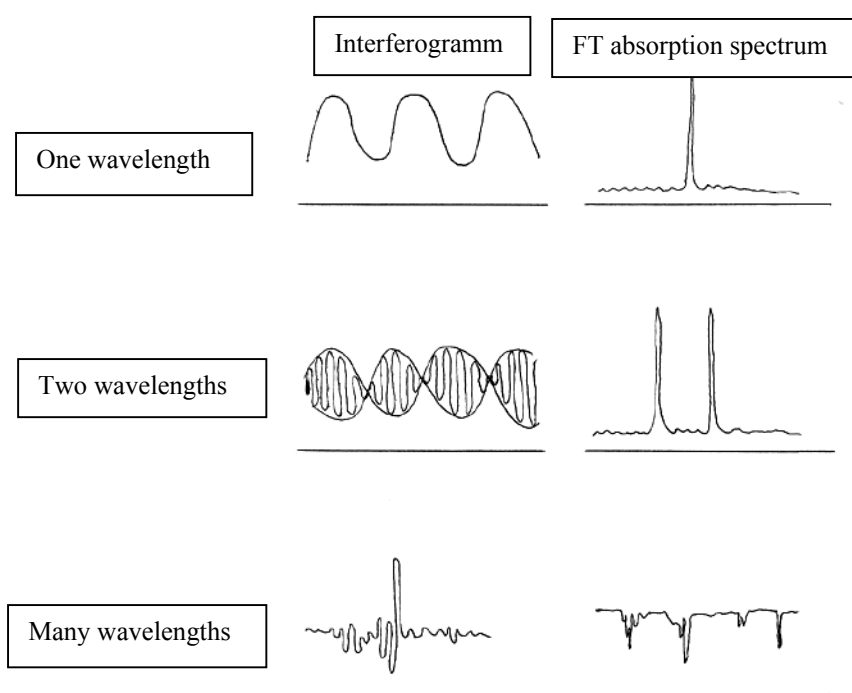 Interferogramm
FT absorption spectrum
One wavelength
Two wavelengths
Many wavelengths